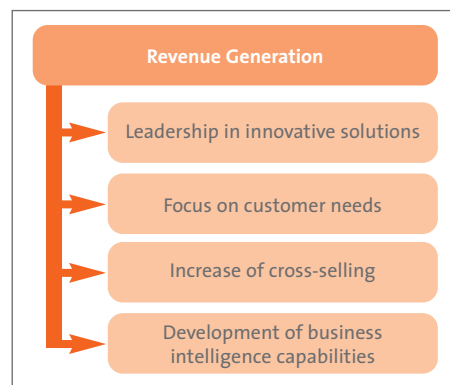 Revenue Generation
Leadership in innovative solutions
Focus on customer needs
Increase of cross-selling
Development of business
intelligence capabilities